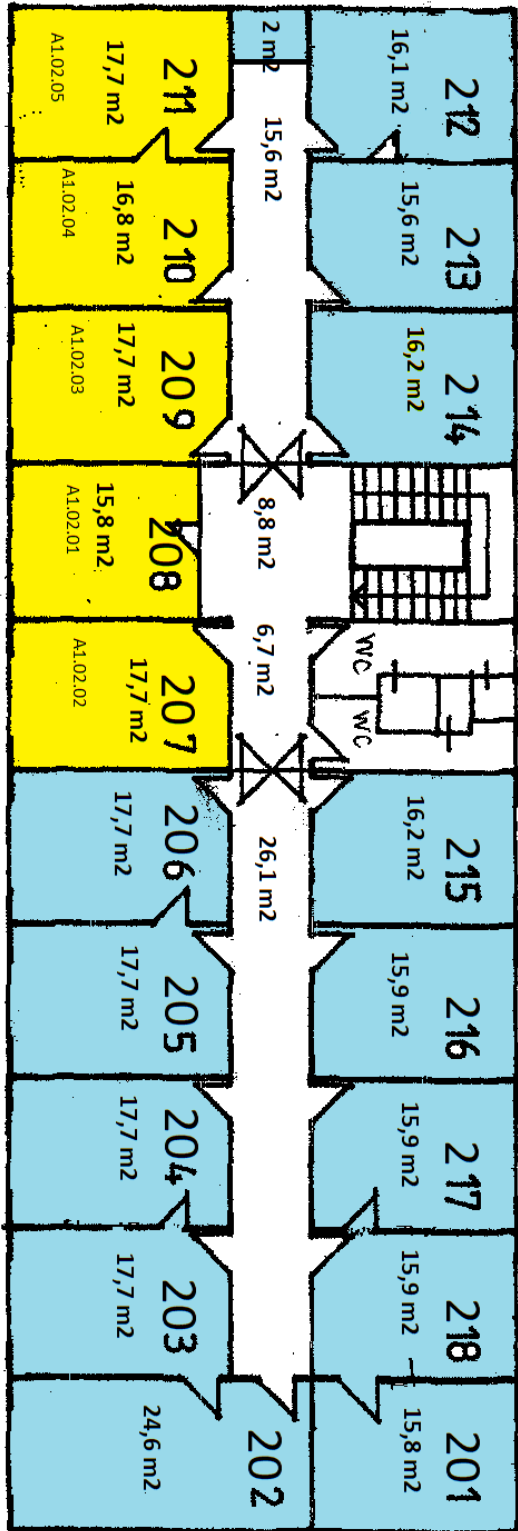 2 m2
211
17,7 m2
A1.02.05
212
16,1 m2
15,6 m2
210
16,8 m2
A1.02.04
213
15,6 m2
209
17,7 m2
A1.02.03
214
16,2 m2
208
15,8 m2
A1.02.01
8,8 m2
207
17,7 m2
A1.02.02
6,7 m2
WC
WC
206
17,7 m2
26,1 m2
215
16,2 m2
205
17,7 m2
216
15,9 m2
204
17,7 m2
217
15,9 m2
203
17,7 m2
218
15,9 m2
202
24,6 m2
201
15,8 m2